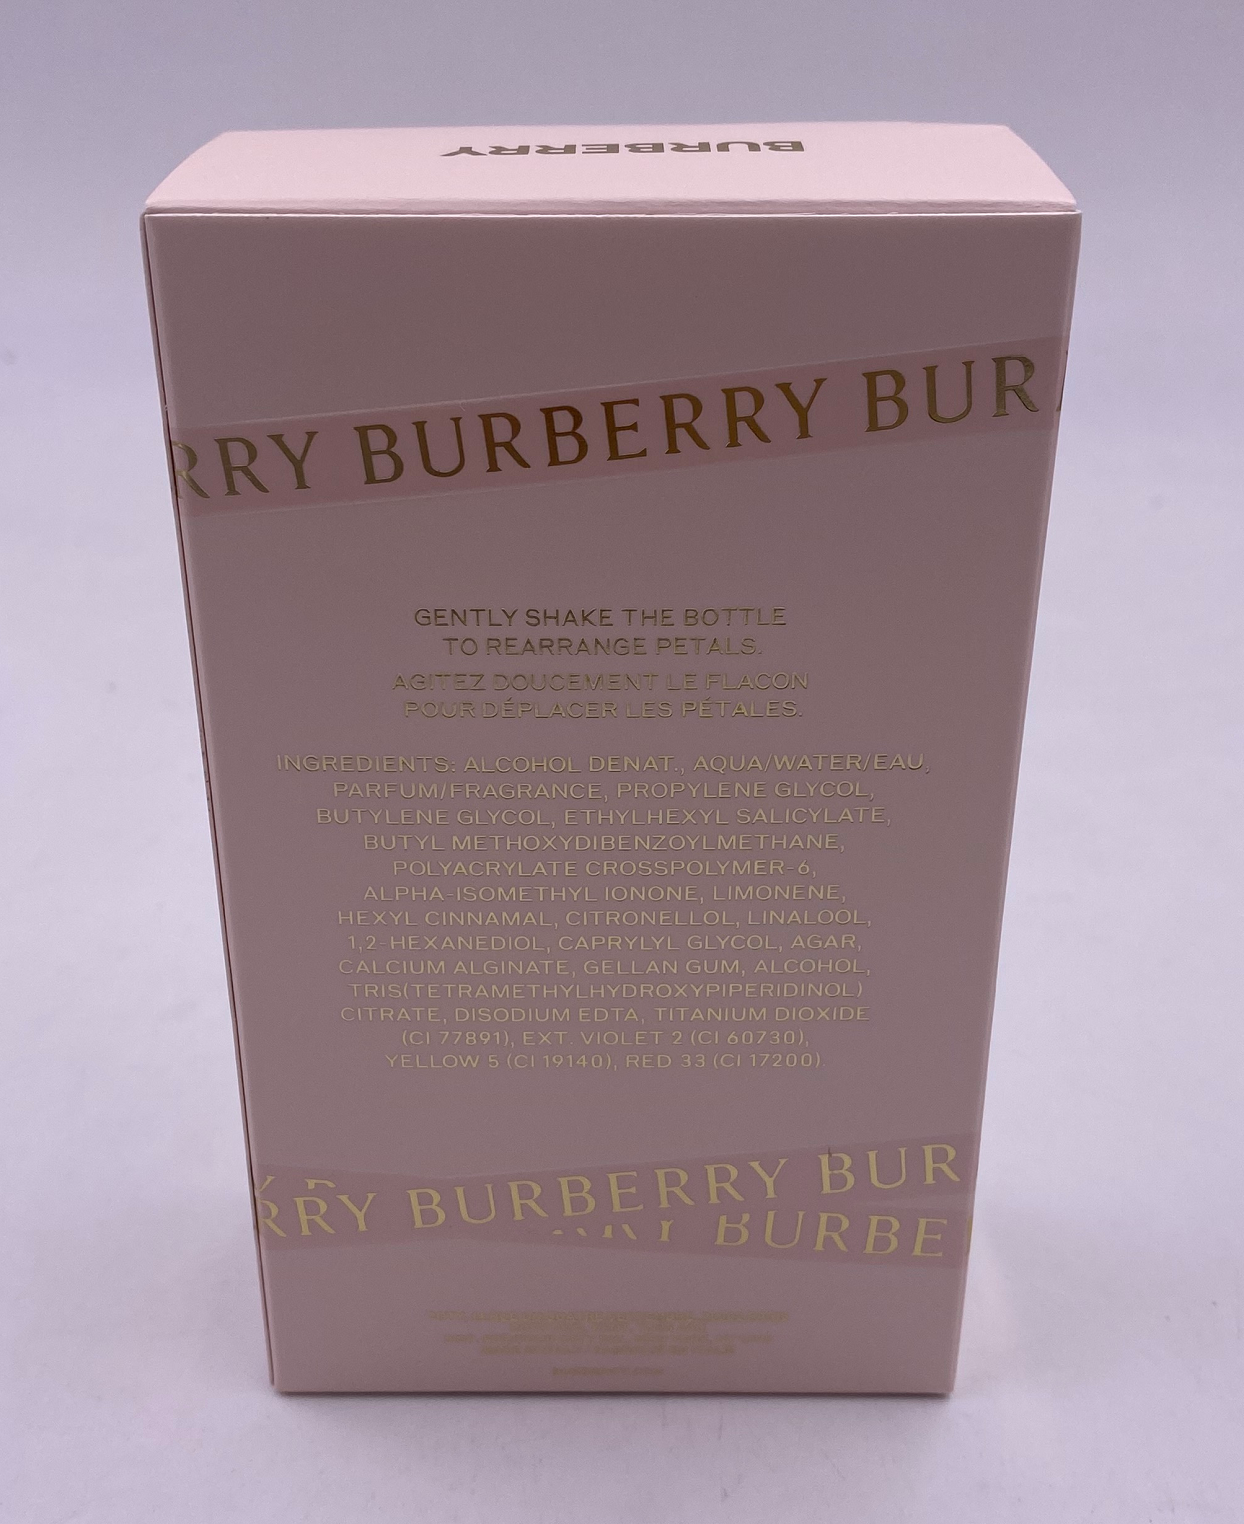 BURBERRY
RRY BURBERRY BUR
GENTLY SHAKE THE BOTTLE
TO REARRANGE PETALS.
AGITEZ DOUCEMENT LE FLACON
POUR DÉPLACER LES PÉTALES.
INGREDIENTS: ALCOHOL DENAT., AQUA/WATER/EAU,
PARFUM/FRAGRANCE, PROPYLENE GLYCOL,
BUTYLENE GLYCOL, ETHYLHEXYL SALICYLATE,
BUTYL METHOXYDIBENZOYLMETHANE,
POLYACRYLATE CROSSPOLYMER-6,
ALPHA-ISOMETHYL IONONE, LIMONENE,
HEXYL CINNAMAL, CITRONELLOL, LINALOOL,
1,2-HEXANEDIOL, CAPRYLYL GLYCOL, AGAR,
CALCIUM ALGINATE, GELLAN GUM, ALCOHOL,
TRIS(TETRAMETHYLHYDROXYPIPERIDINOL)
CITRATE, DISODIUM EDTA, TITANIUM DIOXIDE
(CI 77891), EXT. VIOLET 2 (CI 60730),
YELLOW 5 (CI 19140), RED 33 (CI 17200).
RRY BURBERRY BUR
BURBE